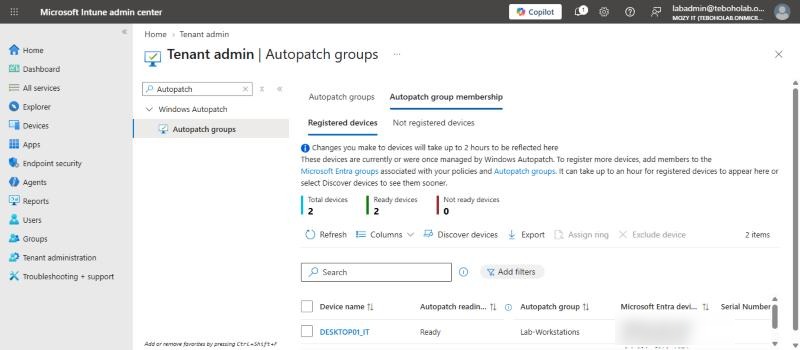 Microsoft Intune admin center
Copilot
1
labadmin@teboholab.o...
MOZY IT (TEBOHOLAB.ONMICR...
Home
Dashboard
All services
Explorer
Devices
Apps
Endpoint security
Agents
Reports
Users
Groups
Tenant administration
Troubleshooting + support
Home > Tenant admin
Tenant admin | Autopatch groups ...
Autopatch
Windows Autopatch
Autopatch groups
Add or remove favorites by pressing Ctrl+Shift+F
Autopatch groups Autopatch group membership
Registered devices Not registered devices
Changes you make to devices will take up to 2 hours to be reflected here
These devices are currently or were once managed by Windows Autopatch. To register more devices, add members to the
Microsoft Entra groups associated with your policies and Autopatch groups. It can take up to an hour for registered devices to appear here or
select Discover devices to see them sooner.
Total devices Ready devices Not ready devices
2 2 0
Refresh Columns Discover devices Export Assign ring Exclude device 2 items
Search Add filters
Device name Autopatch readin... Autopatch group Microsoft Entra devi... Serial Number
DESKTOP01_IT Ready Lab-Workstations